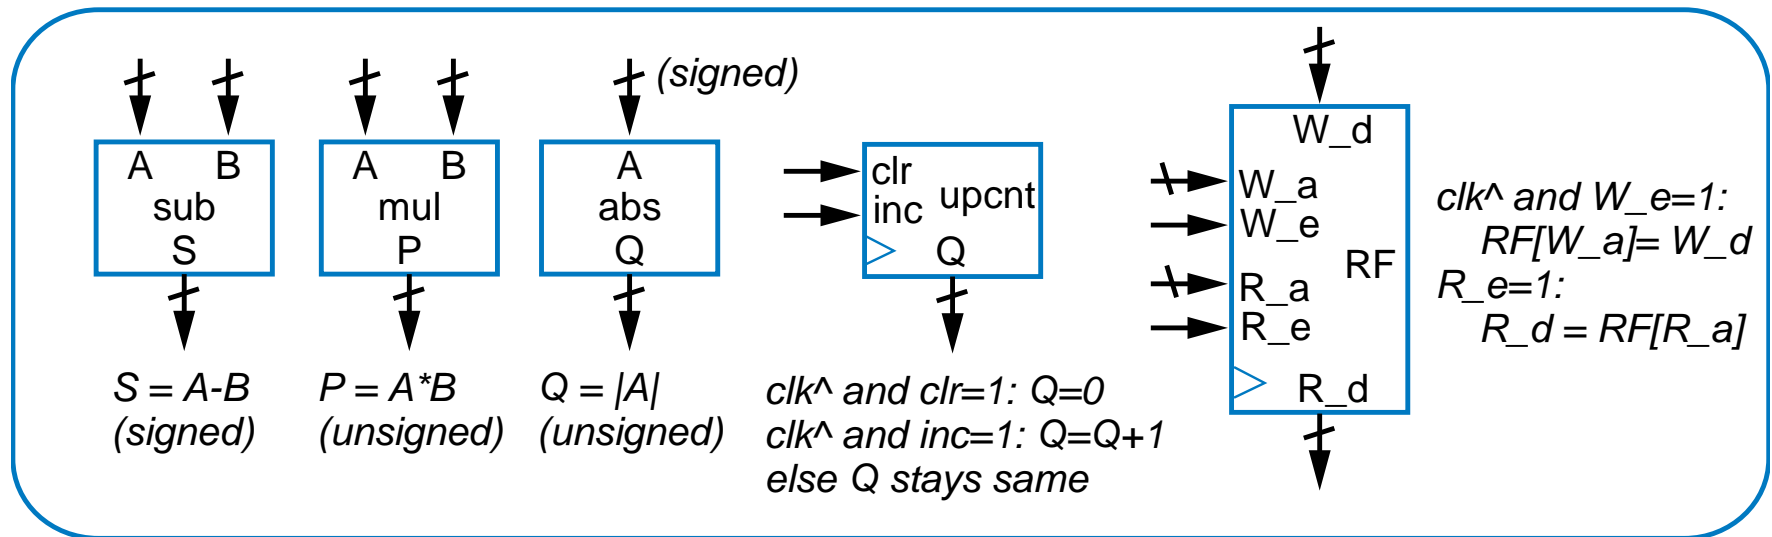 A B
sub
S
S = A-B
(signed)
A B
mul
P
P = A*B
(unsigned)
(signed)
A
abs
Q
Q = |A|
(unsigned)
clr
inc upcnt
Q
clk^ and clr=1: Q=0
clk^ and inc=1: Q=Q+1
else Q stays same
W_d
W_a
W_e
RF
R_a
R_e
R_d
clk^ and W_e=1:
RF[W_a]= W_d
R_e=1:
R_d = RF[R_a]